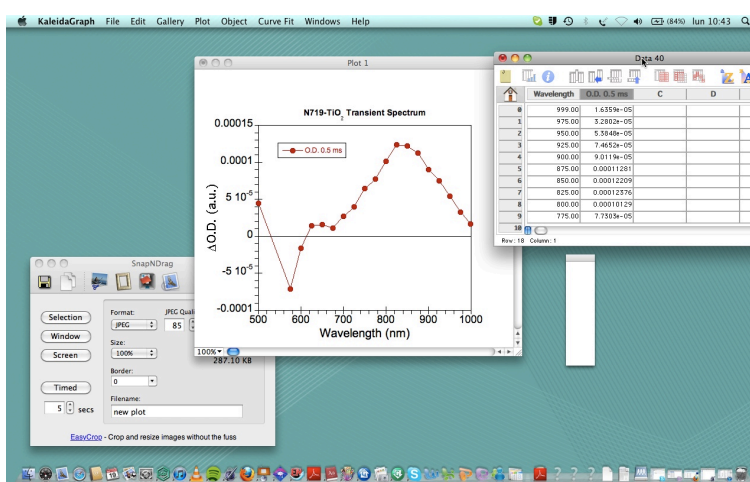 KaleidaGraph File Edit Gallery Plot Object Curve Fit Windows Help (84%) lun 10:43
Plot 1
N719-TiO2 Transient Spectrum
O.D. 0.5 ms
0.00015
0.0001
5 10-5
0
-5 10-5
-0.0001
ΔO.D. (a.u.)
500 600 700 800 900 1000
Wavelength (nm)
100%
Data 40
Wavelength O.D. 0.5 ms C D
0 999.00 1.6359e-05
1 975.00 3.2802e-05
2 950.00 5.3848e-05
3 925.00 7.4652e-05
4 900.00 9.0119e-05
5 875.00 0.00011281
6 850.00 0.00012209
7 825.00 0.00012376
8 800.00 0.00010129
9 775.00 7.7303e-05
10
Row: 18 Column: 1
SnapNDrag
Selection
Window
Screen
Timed
5 secs
Format: JPEG Quali
JPEG 85
Size:
100%
287.10 KB
Border:
0
Filename:
new plot
EasyCrop - Crop and resize images without the fuss